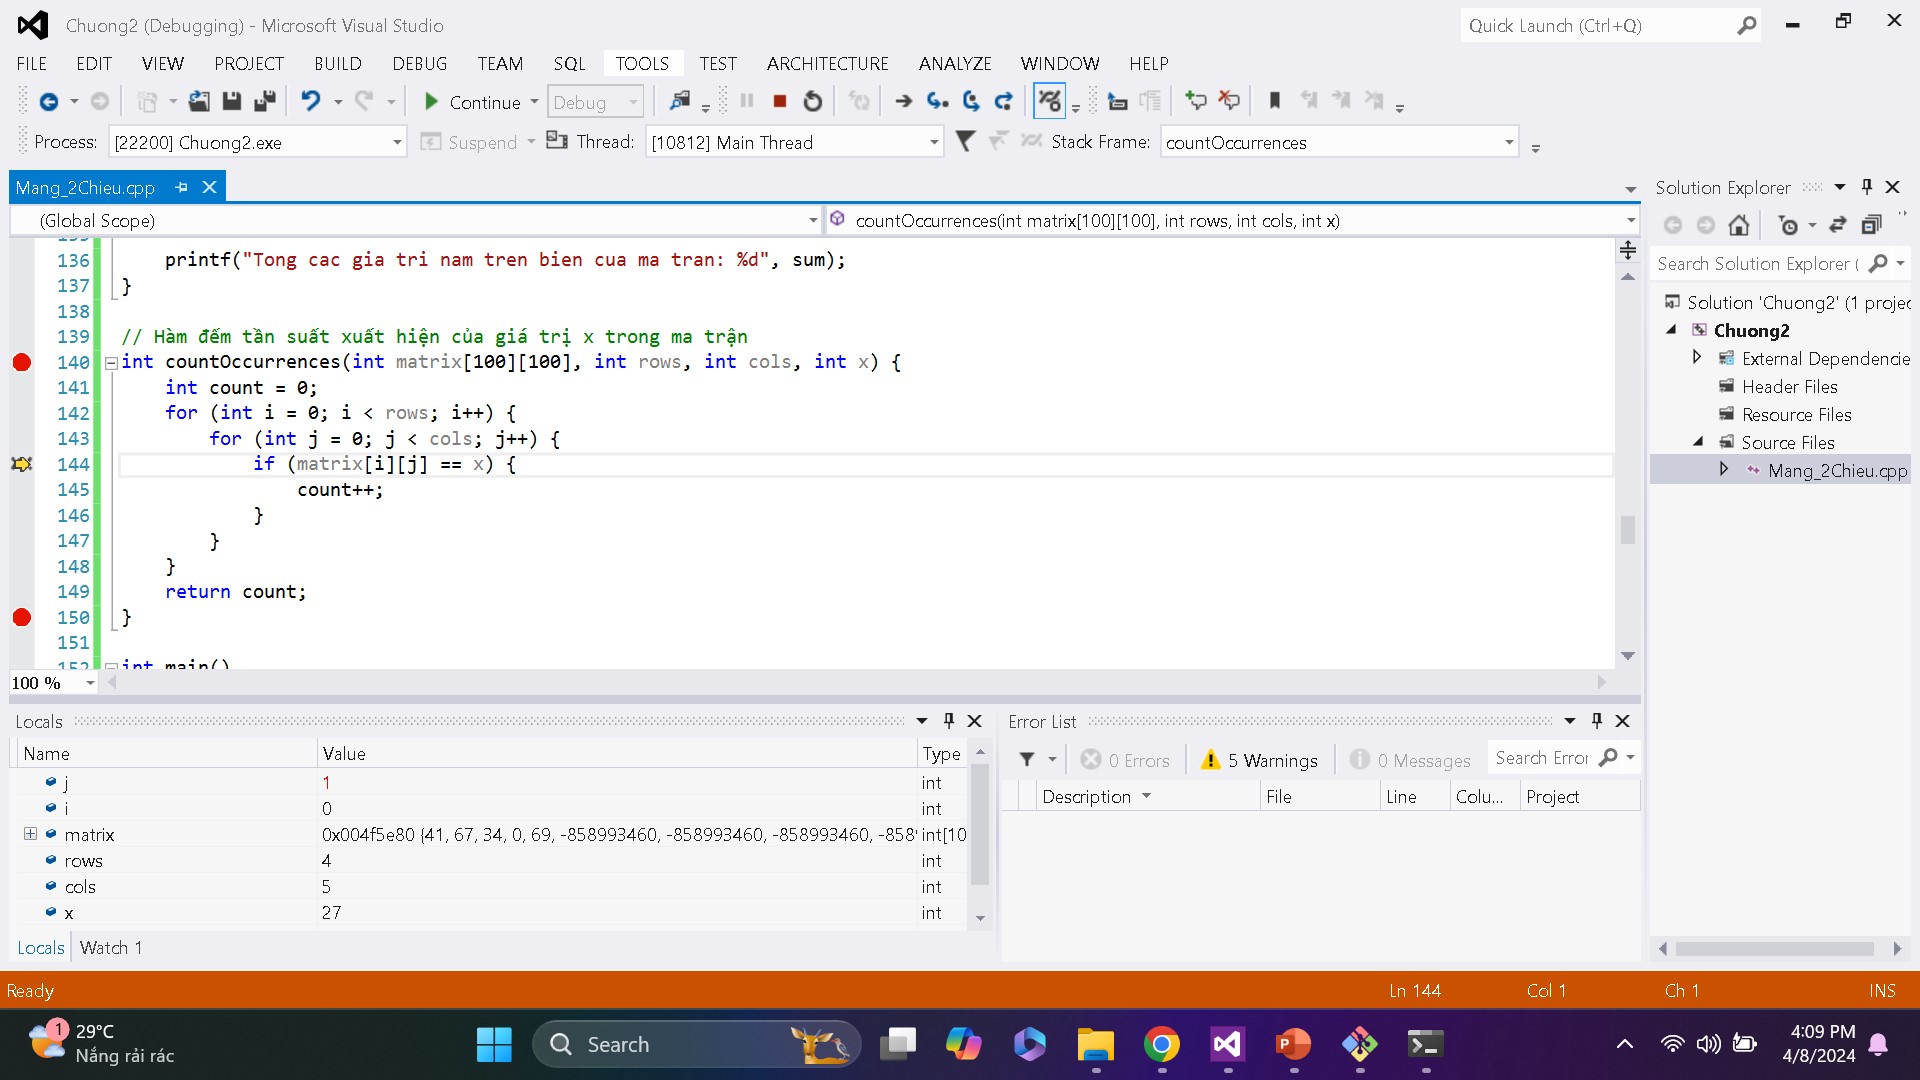 Chuong2 (Debugging) - Microsoft Visual Studio
Quick Launch (Ctrl+Q)
FILE EDIT VIEW PROJECT BUILD DEBUG TEAM SQL TOOLS TEST ARCHITECTURE ANALYZE WINDOW HELP
Continue Debug
Process: [22200] Chuong2.exe Suspend Thread: [10812] Main Thread Stack Frame: countOccurrences
Mang_2Chieu.cpp
(Global Scope) countOccurrences(int matrix[100][100], int rows, int cols, int x)
136 printf("Tong cac gia tri nam tren bien cua ma tran: %d", sum);
137 }
138
139 // Hàm đếm tần suất xuất hiện của giá trị x trong ma trận
140 int countOccurrences(int matrix[100][100], int rows, int cols, int x) {
141 int count = 0;
142 for (int i = 0; i < rows; i++) {
143 for (int j = 0; j < cols; j++) {
144 if (matrix[i][j] == x) {
145 count++;
146 }
147 }
148 }
149 return count;
150 }
151
152 int main()
100 %
Solution Explorer
Search Solution Explorer (
Solution 'Chuong2' (1 projec
Chuong2
External Dependencie
Header Files
Resource Files
Source Files
Mang_2Chieu.cpp
Locals
Name Value Type
j 1 int
i 0 int
matrix 0x004f5e80 {41, 67, 34, 0, 69, -858993460, -858993460, -858993460, -858 int[10
rows 4 int
cols 5 int
x 27 int
Locals Watch 1
Error List
0 Errors 5 Warnings 0 Messages Search Error
Description File Line Colu... Project
Ready Ln 144 Col 1 Ch 1 INS
1
29°C
Nắng rải rác
Search
4:09 PM
4/8/2024